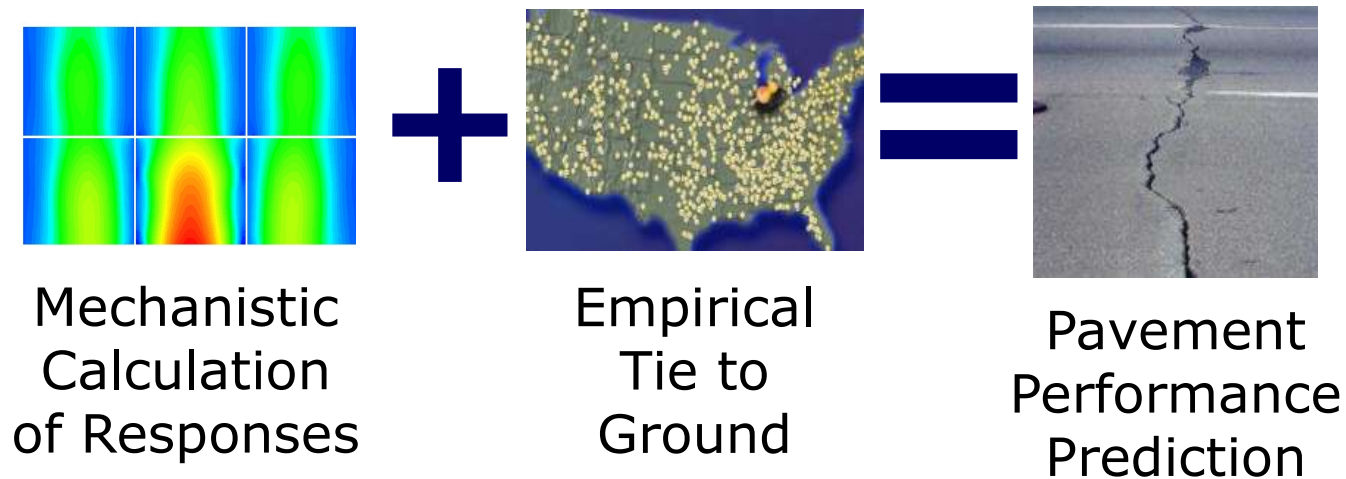 Mechanistic
Calculation
of Responses
Empirical
Tie to
Ground
Pavement
Performance
Prediction